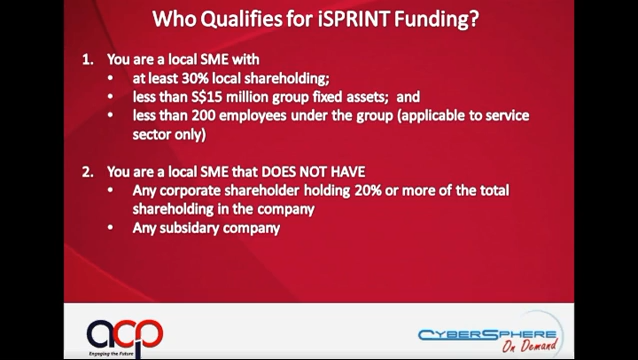 Who Qualifies for iSPRINT Funding?
1. You are a local SME with
• at least 30% local shareholding;
• less than S$15 million group fixed assets; and
• less than 200 employees under the group (applicable to service
sector only)
2. You are a local SME that DOES NOT HAVE
• Any corporate shareholder holding 20% or more of the total
shareholding in the company
• Any subsidary company
acp
Engaging the Future
CYBERSPHERE
On Demand